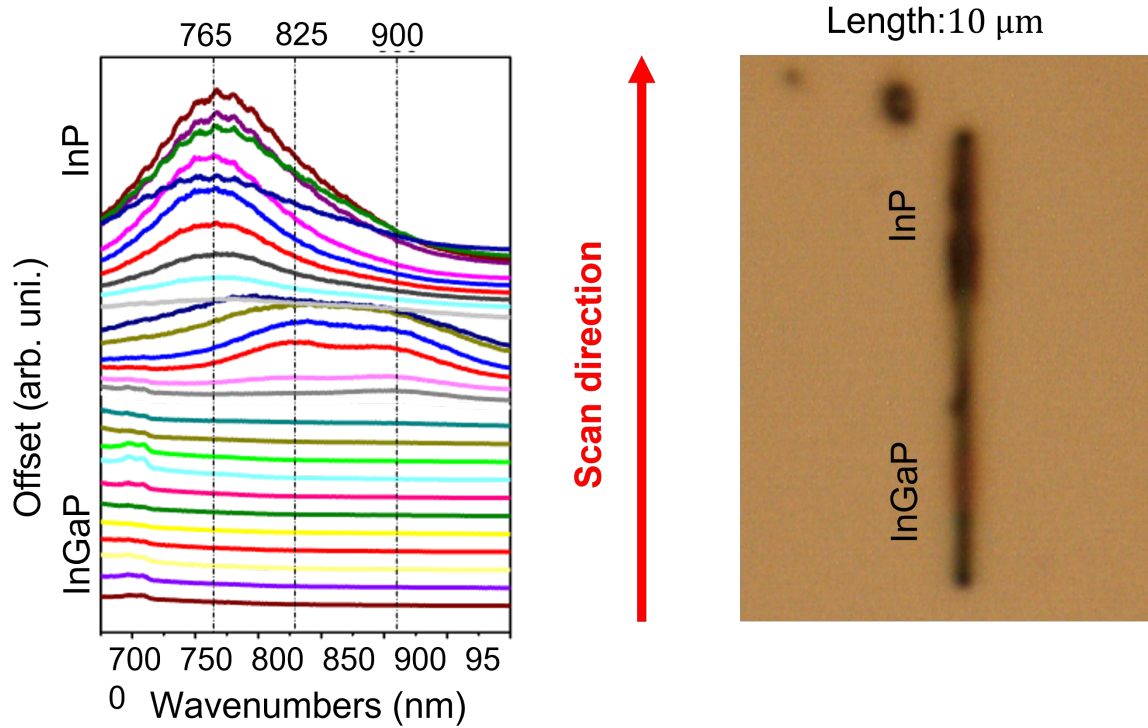 765 825 900
InP
InGaP
Offset (arb. uni.)
700 750 800 850 900 95
0
Wavenumbers (nm)
Scan direction
Length:10 μm
InP
InGaP